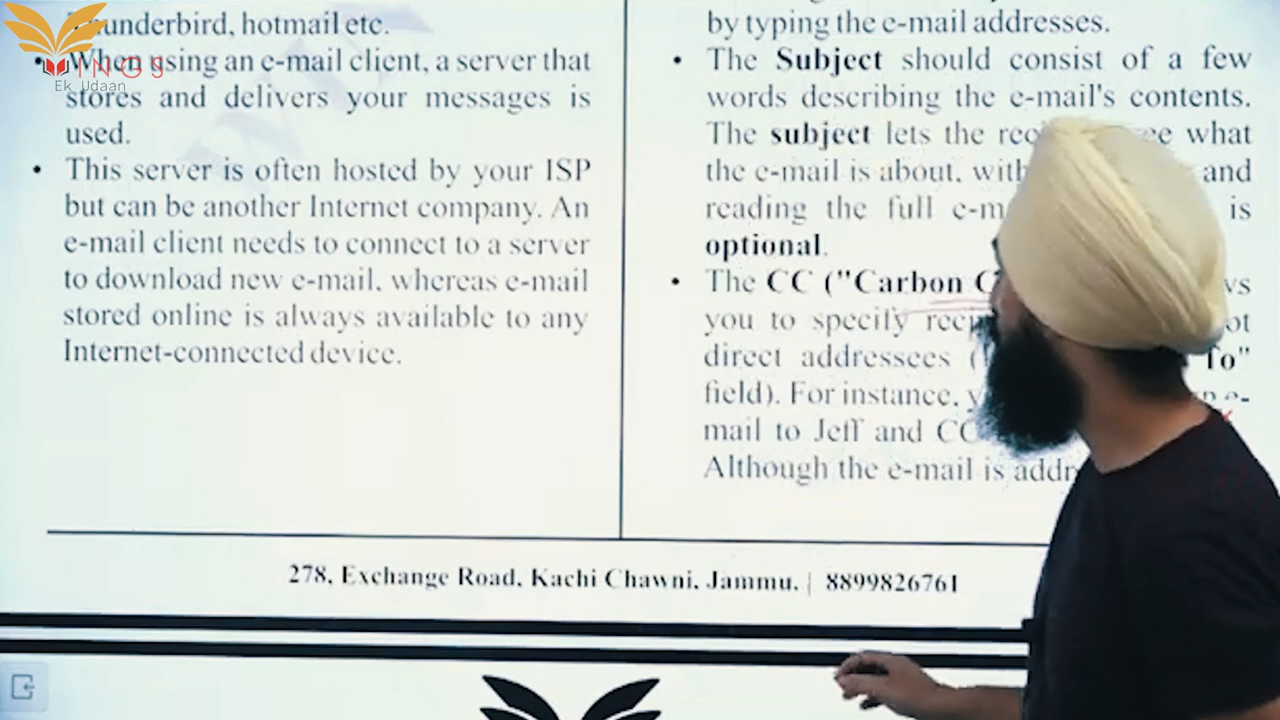 INGS
Ek Udaan
Thunderbird, hotmail etc.
When using an e-mail client, a server that
stores and delivers your messages is
used.
This server is often hosted by your ISP
but can be another Internet company. An
e-mail client needs to connect to a server
to download new e-mail, whereas e-mail
stored online is always available to any
Internet-connected device.
by typing the e-mail addresses.
The Subject should consist of a few
words describing the e-mail's contents.
The subject lets the what
the e-mail is about, and
reading the full is
optional.
The CC ("Carbon
you to specify
direct addressees ( To"
field). For instance,
mail to Jeff and CC
Although the e-mail is
278, Exchange Road, Kachi Chawni, Jammu. | 8899826761